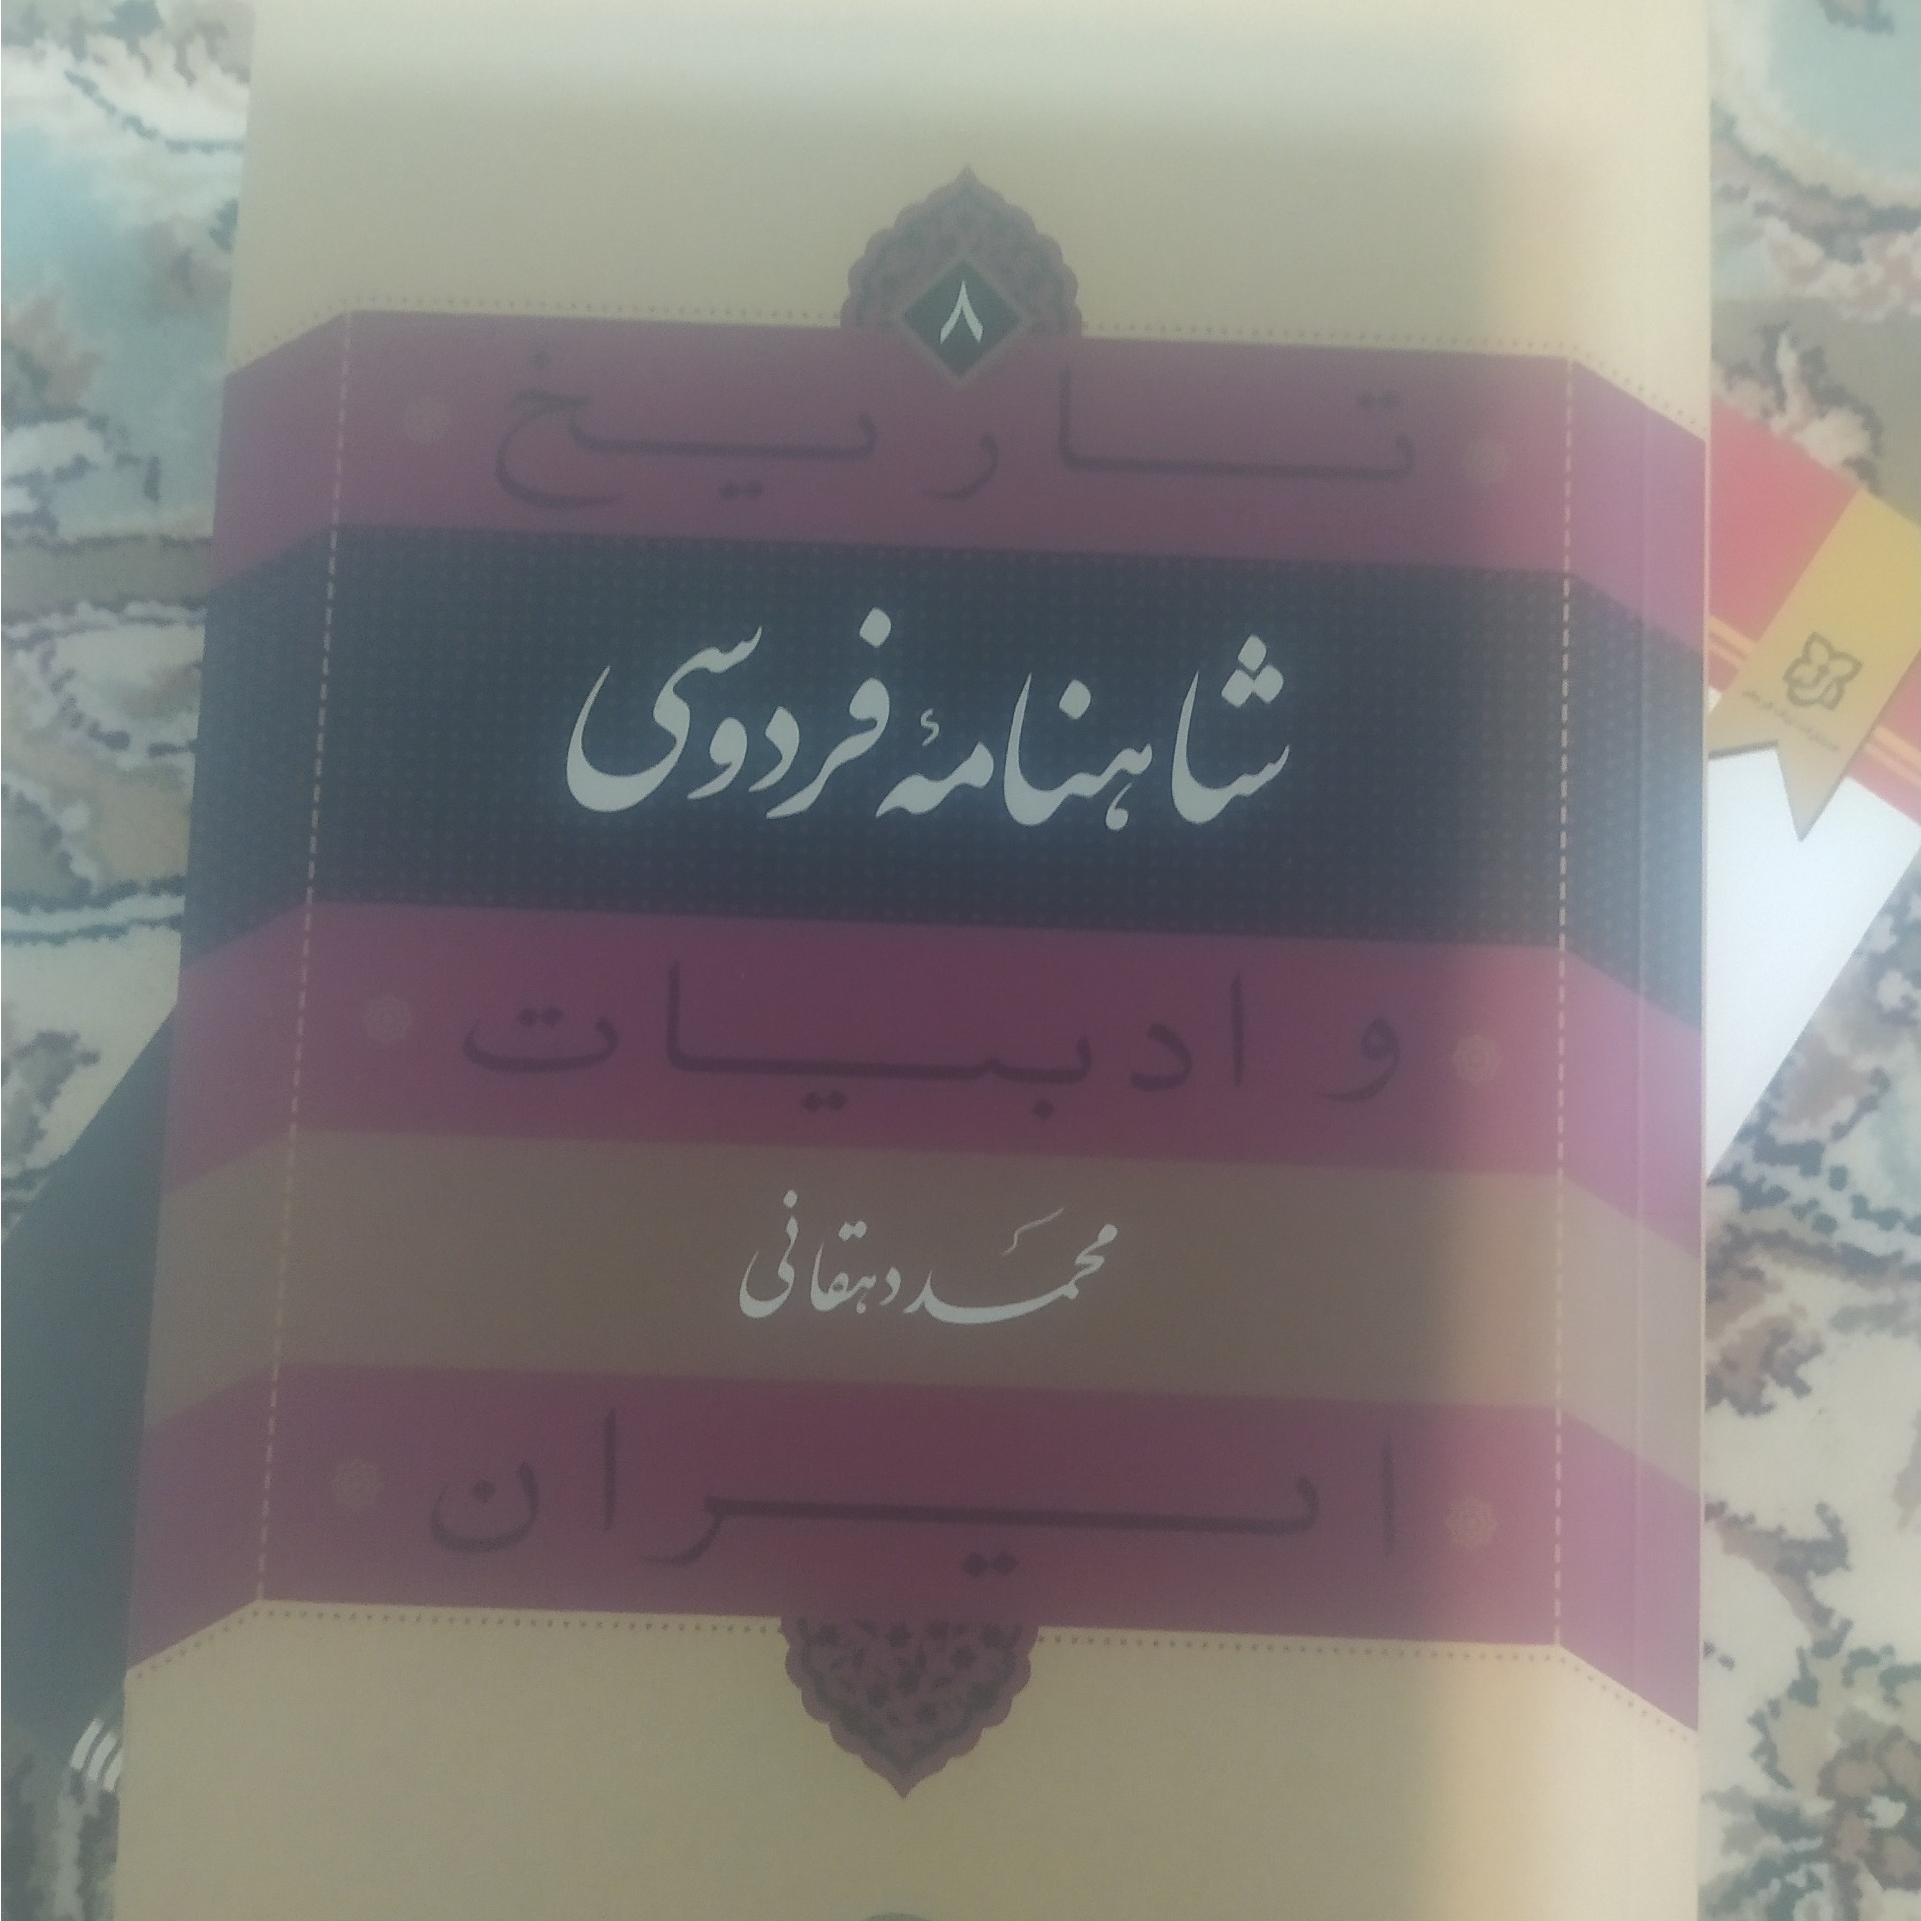 ۸
تاریخ
شاهنامهٔ فردوسی
و ادبیات
محمد دهقانی
ایران